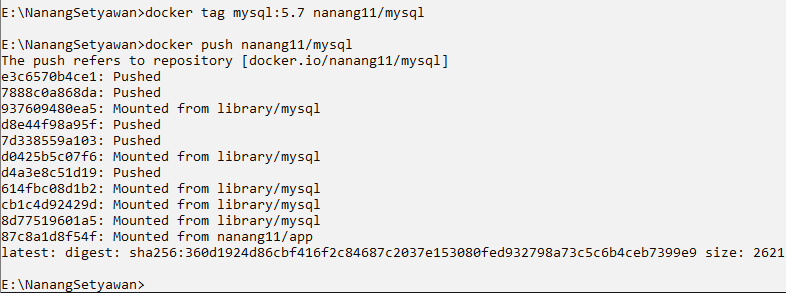 E:\NanangSetyawan>docker tag mysql:5.7 nanang11/mysql
E:\NanangSetyawan>docker push nanang11/mysql
The push refers to repository [docker.io/nanang11/mysql]
e3c6570b4ce1: Pushed
7888c0a868da: Pushed
937609480ea5: Mounted from library/mysql
d8e44f98a95f: Pushed
7d338559a103: Pushed
d0425b5c07f6: Mounted from library/mysql
d4a3e8c51d19: Pushed
614fbc08d1b2: Mounted from library/mysql
cb1c4d92429d: Mounted from library/mysql
8d77519601a5: Mounted from library/mysql
87c8a1d8f54f: Mounted from nanang11/app
latest: digest: sha256:360d1924d86cbf416f2c84687c2037e153080fed932798a73c5c6b4ceb7399e9 size: 2621
E:\NanangSetyawan>